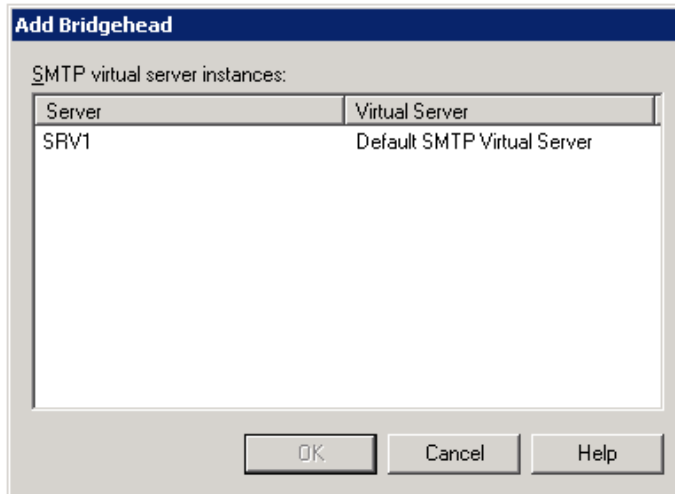 Add Bridgehead
SMTP virtual server instances:
Server Virtual Server
SRV1 Default SMTP Virtual Server
OK Cancel Help